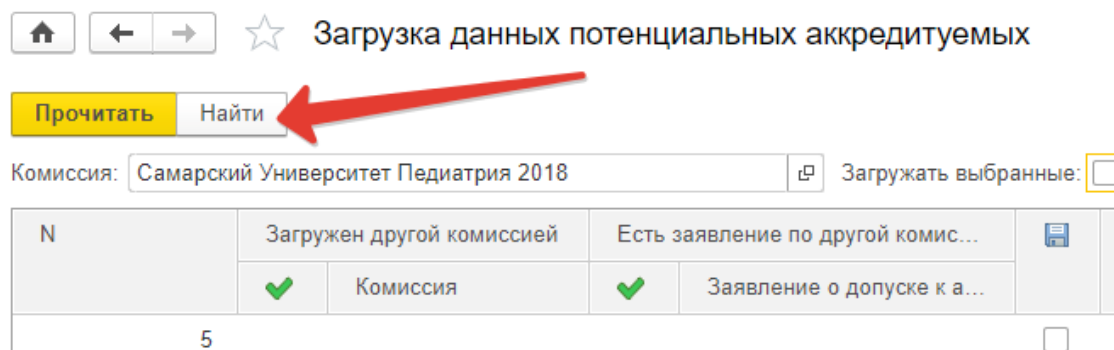 Загрузка данных потенциальных аккредитуемых
Прочитать Найти
Комиссия: Самарский Университет Педиатрия 2018 Загружать выбранные:
N Загружен другой комиссией Есть заявление по другой комис...
Комиссия Заявление о допуске к а...
5